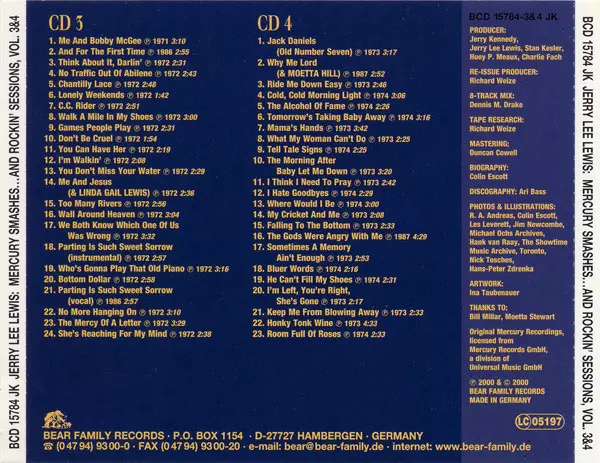 BCD 15784 JK JERRY LEE LEWIS: MERCURY SMASHES...AND ROCKIN' SESSIONS, VOL. 3&4
CD 3
1. Me And Bobby McGee ℗ 1971 3:10
2. And For The First Time ℗ 1986 2:55
3. Think About It, Darlin' ℗ 1972 2:31
4. No Traffic Out Of Abilene ℗ 1972 2:43
5. Chantilly Lace ℗ 1972 2:48
6. Lonely Weekends ℗ 1972 1:42
7. C.C. Rider ℗ 1972 2:51
8. Walk A Mile In My Shoes ℗ 1972 3:00
9. Games People Play ℗ 1972 2:31
10. Don't Be Cruel ℗ 1972 1:54
11. You Can Have Her ℗ 1972 2:19
12. I'm Walkin' ℗ 1972 2:08
13. You Don't Miss Your Water ℗ 1972 2:29
14. Me And Jesus
(& LINDA GAIL LEWIS) ℗ 1972 2:36
15. Too Many Rivers ℗ 1972 2:56
16. Wall Around Heaven ℗ 1972 3:04
17. We Both Know Which One Of Us
Was Wrong ℗ 1972 3:32
18. Parting Is Such Sweet Sorrow
(instrumental) ℗ 1972 2:57
19. Who's Gonna Play That Old Piano ℗ 1972 3:16
20. Bottom Dollar ℗ 1972 2:58
21. Parting Is Such Sweet Sorrow
(vocal) ℗ 1986 2:57
22. No More Hanging On ℗ 1972 3:10
23. The Mercy Of A Letter ℗ 1972 3:29
24. She's Reaching For My Mind ℗ 1972 2:38
CD 4
1. Jack Daniels
(Old Number Seven) ℗ 1973 3:17
2. Why Me Lord
(& MOETTA HILL) ℗ 1987 2:52
3. Ride Me Down Easy ℗ 1973 2:46
4. Cold, Cold Morning Light ℗ 1974 3:06
5. The Alcohol Of Fame ℗ 1974 2:26
6. Tomorrow's Taking Baby Away ℗ 1974 3:16
7. Mama's Hands ℗ 1973 3:42
8. What My Woman Can't Do ℗ 1973 2:25
9. Tell Tale Signs ℗ 1974 2:25
10. The Morning After
Baby Let Me Down ℗ 1974 3:20
11. I Think I Need To Pray ℗ 1974 3:42
12. I Hate Goodbyes ℗ 1974 2:29
13. Where Would I Be ℗ 1974 3:00
14. My Cricket And Me ℗ 1974 2:38
15. Falling To The Bottom ℗ 1973 2:33
16. The Gods Were Angry With Me ℗ 1987 4:29
17. Sometimes A Memory
Ain't Enough ℗ 1973 2:53
18. Bluer Words ℗ 1974 2:16
19. He Can't Fill My Shoes ℗ 1974 2:31
20. I'm Left, You're Right,
She's Gone ℗ 1973 2:17
21. Keep Me From Blowing Away ℗ 1973 3:33
22. Honky Tonk Wine ℗ 1973 4:33
23. Room Full Of Roses ℗ 1973 2:34
BCD 15784-3&4 JK
PRODUCER:
Jerry Kennedy,
Jerry Lee Lewis, Stan Kesler,
Huey P. Meaux, Charlie Fach
RE-ISSUE PRODUCER:
Richard Weize
8-TRACK MIX:
Dennis M. Drake
TAPE RESEARCH:
Richard Weize
MASTERING:
Duncan Cowell
BIOGRAPHY:
Colin Escott
DISCOGRAPHY: Ari Bass
PHOTOS & ILLUSTRATIONS:
R. A. Andreas, Colin Escott,
Les Leverett, Jim Newcombe,
Michael Ochs Archives,
Hank van Raay, The Showtime
Music Archive, Toronto,
Nick Tosches,
Hans-Peter Zdrenka
ARTWORK:
Ina Taubenauer
THANKS TO:
Bill Millar, Moetta Stewart
Original Mercury Recordings,
licensed from
Mercury Records GmbH,
a division of
Universal Music GmbH
℗ 2000 & © 2000
BEAR FAMILY RECORDS
MADE IN GERMANY
LC 05197
BEAR FAMILY RECORDS · P.O. BOX 1154 · D-27727 HAMBERGEN · GERMANY
☎ (0 47 94) 93 00-0 · FAX (0 47 94) 93 00-20 · e-mail: bear@bear-family.de · internet: www.bear-family.de
BCD 15784 JK JERRY LEE LEWIS: MERCURY SMASHES...AND ROCKIN' SESSIONS, VOL. 3&4